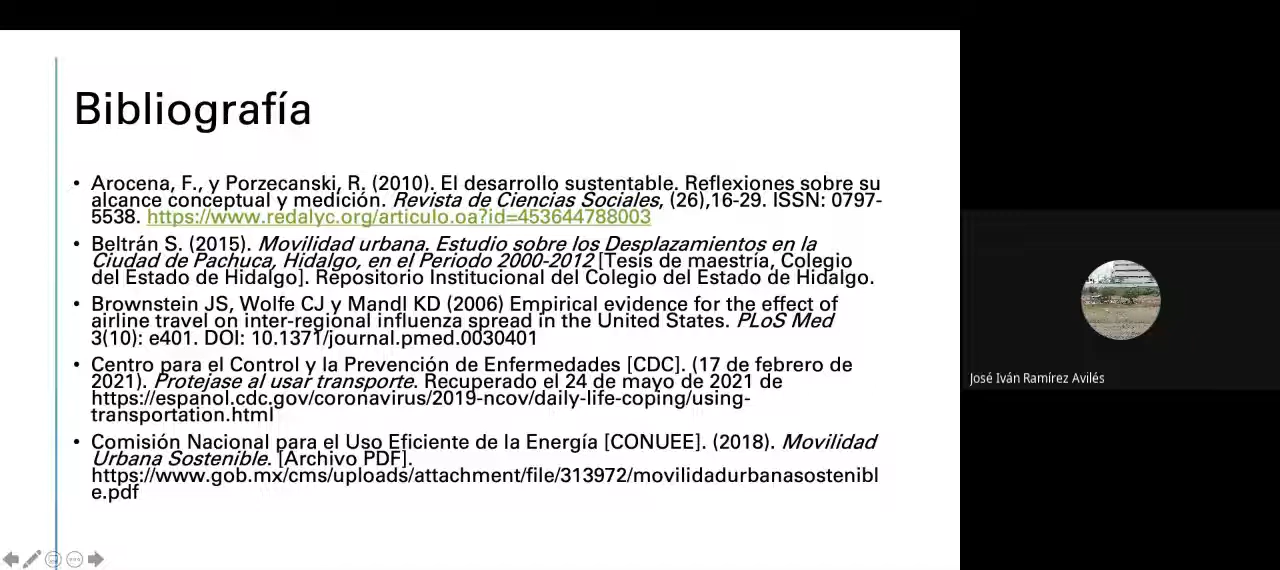 Bibliografía
• Arocena, F., y Porzecanski, R. (2010). El desarrollo sustentable. Reflexiones sobre su
alcance conceptual y medición. Revista de Ciencias Sociales, (26),16-29. ISSN: 0797-
5538. https://www.redalyc.org/articulo.oa?id=453644788003
• Beltrán S. (2015). Movilidad urbana. Estudio sobre los Desplazamientos en la
Ciudad de Pachuca, Hidalgo, en el Periodo 2000-2012 [Tesis de maestría, Colegio
del Estado de Hidalgo]. Repositorio Institucional del Colegio del Estado de Hidalgo.
• Brownstein JS, Wolfe CJ y Mandl KD (2006) Empirical evidence for the effect of
airline travel on inter-regional influenza spread in the United States. PLoS Med
3(10): e401. DOI: 10.1371/journal.pmed.0030401
• Centro para el Control y la Prevención de Enfermedades [CDC]. (17 de febrero de
2021). Protejase al usar transporte. Recuperado el 24 de mayo de 2021 de
https://espanol.cdc.gov/coronavirus/2019-ncov/daily-life-coping/using-
transportation.html
• Comisión Nacional para el Uso Eficiente de la Energía [CONUEE]. (2018). Movilidad
Urbana Sostenible. [Archivo PDF].
https://www.gob.mx/cms/uploads/attachment/file/313972/movilidadurbanasostenibl
e.pdf
José Iván Ramírez Avilés